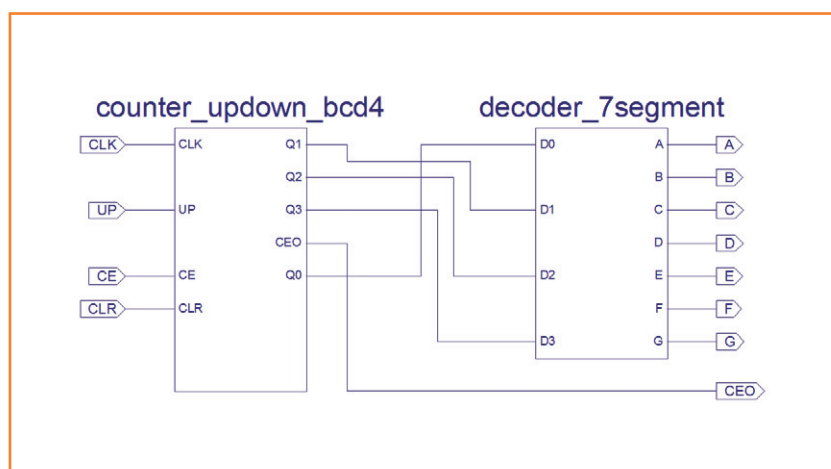 counter_updown_bcd4 decoder_7segment
CLK CLK Q1 D0 A A
Q2 B B
UP UP Q3 D1 C C
CEO D D
CE CE Q0 D2 E E
CLR CLR F F
D3 G G
CEO